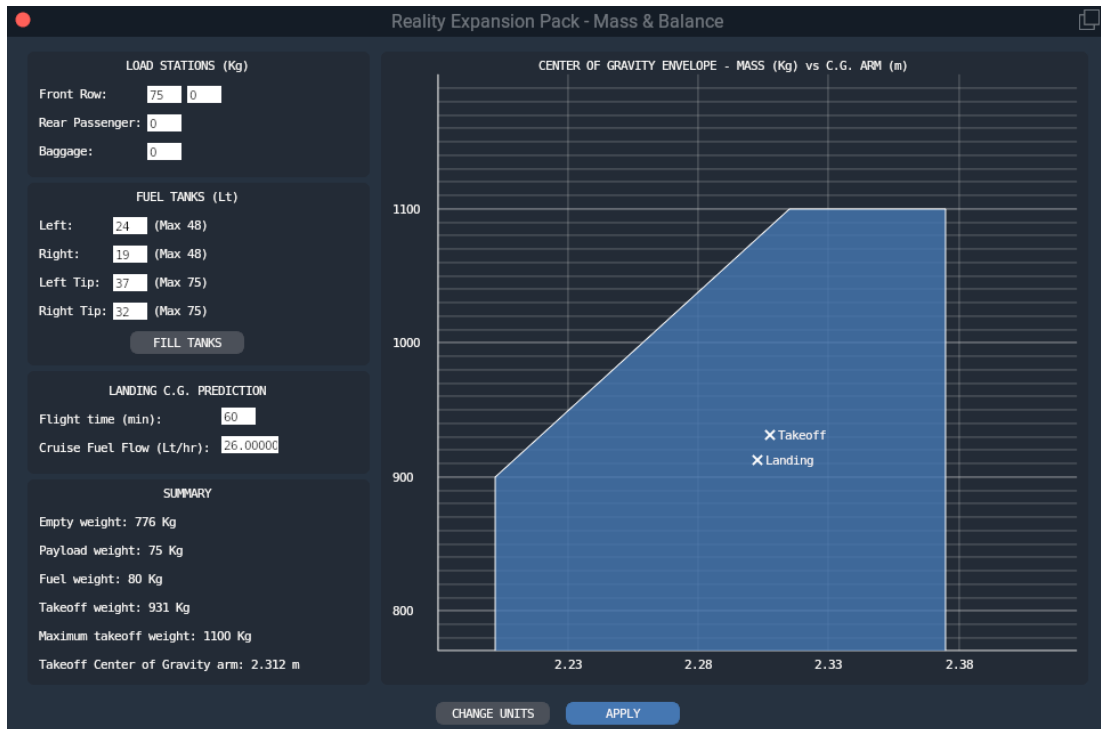 Reality Expansion Pack - Mass & Balance
LOAD STATIONS (Kg)
Front Row: 75 0
Rear Passenger: 0
Baggage: 0
FUEL TANKS (Lt)
Left: 24 (Max 48)
Right: 19 (Max 48)
Left Tip: 37 (Max 75)
Right Tip: 32 (Max 75)
FILL TANKS
LANDING C.G. PREDICTION
Flight time (min): 60
Cruise Fuel Flow (Lt/hr): 26.00000
SUMMARY
Empty weight: 776 Kg
Payload weight: 75 Kg
Fuel weight: 80 Kg
Takeoff weight: 931 Kg
Maximum takeoff weight: 1100 Kg
Takeoff Center of Gravity arm: 2.312 m
CENTER OF GRAVITY ENVELOPE - MASS (Kg) vs C.G. ARM (m)
1100
1000
900
800
Takeoff
Landing
2.23 2.28 2.33 2.38
CHANGE UNITS APPLY